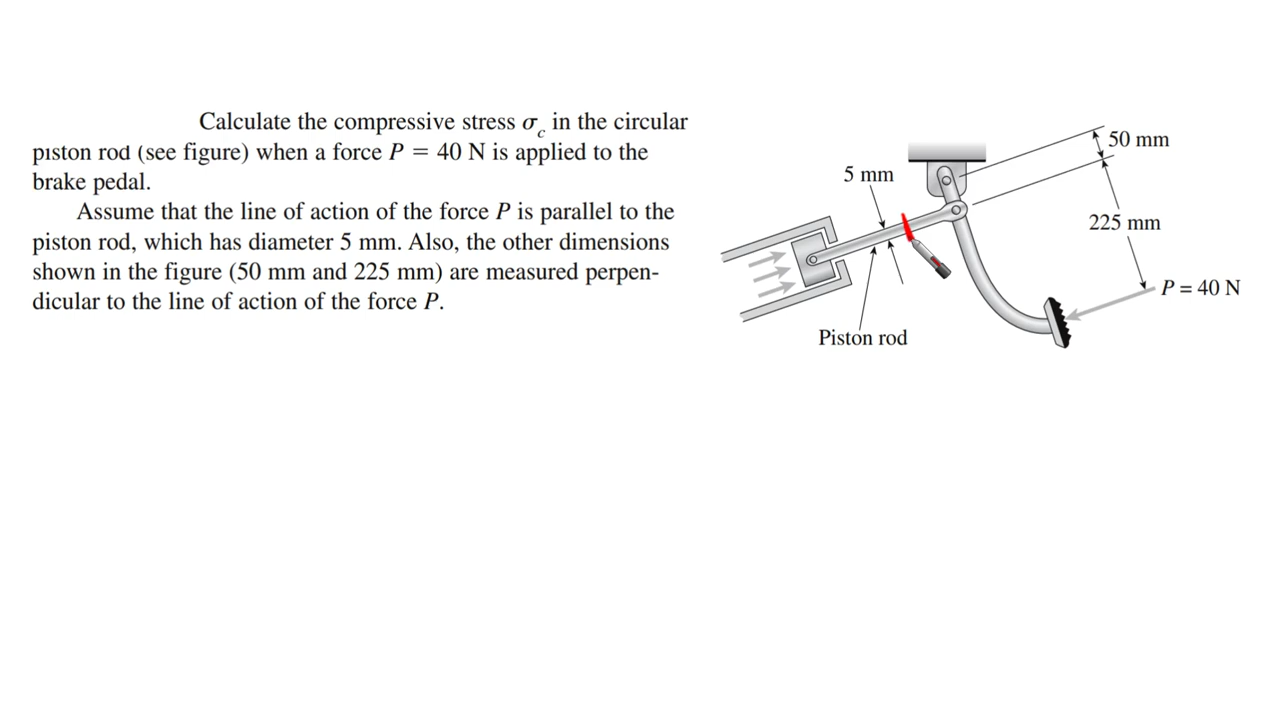 Calculate the compressive stress σc in the circular
pıston rod (see figure) when a force P = 40 N is applied to the
brake pedal.
Assume that the line of action of the force P is parallel to the
piston rod, which has diameter 5 mm. Also, the other dimensions
shown in the figure (50 mm and 225 mm) are measured perpen-
dicular to the line of action of the force P.
50 mm
5 mm
225 mm
P = 40 N
Piston rod